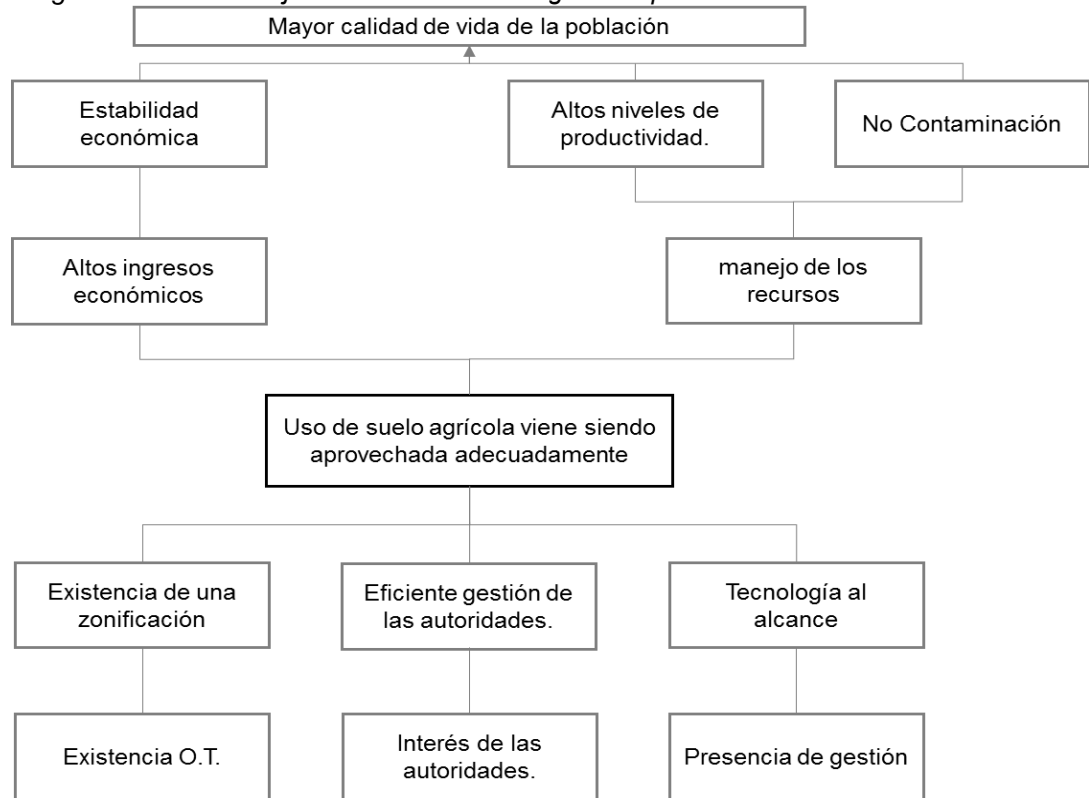 Mayor calidad de vida de la población
Estabilidad
económica
Altos niveles de
productividad.
No Contaminación
Altos ingresos
económicos
manejo de los
recursos
Uso de suelo agrícola viene siendo
aprovechada adecuadamente
Existencia de una
zonificación
Eficiente gestión de
las autoridades.
Tecnología al
alcance
Existencia O.T.
Interés de las
autoridades.
Presencia de gestión